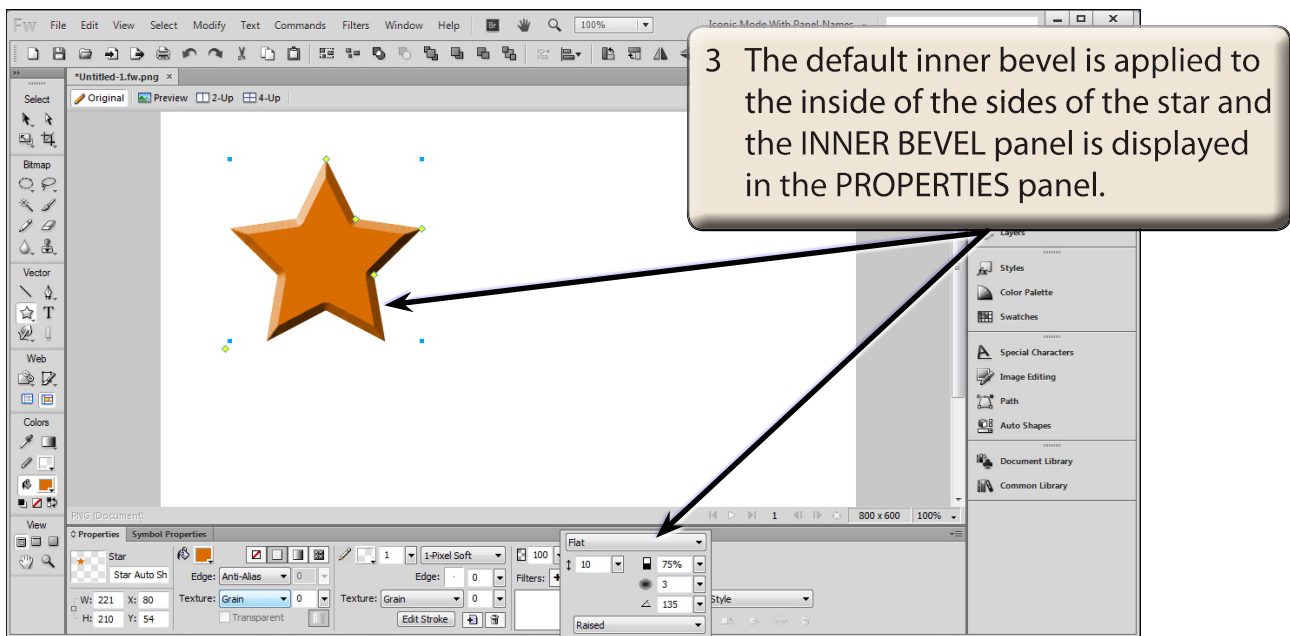 Fw File Edit View Select Modify Text Commands Filters Window Help Br 100%
3 The default inner bevel is applied to
the inside of the sides of the star and
the INNER BEVEL panel is displayed
in the PROPERTIES panel.
*Untitled-1.fw.png ×
Original Preview 2-Up 4-Up
Select
Bitmap
Vector
T
Web
Colors
View
Layers
Styles
Color Palette
Swatches
Special Characters
Image Editing
Path
Auto Shapes
Document Library
Common Library
PNG (Document) 1 800 x 600 100%
Properties Symbol Properties
Star
Star Auto Sh
W: 221 X: 80
H: 210 Y: 54
Edge: Anti-Alias 0
Texture: Grain 0
Transparent
1 1-Pixel Soft
Edge: 0
Texture: Grain 0
Edit Stroke
100
Filters:
Style
Flat
10 75%
3
135
Raised